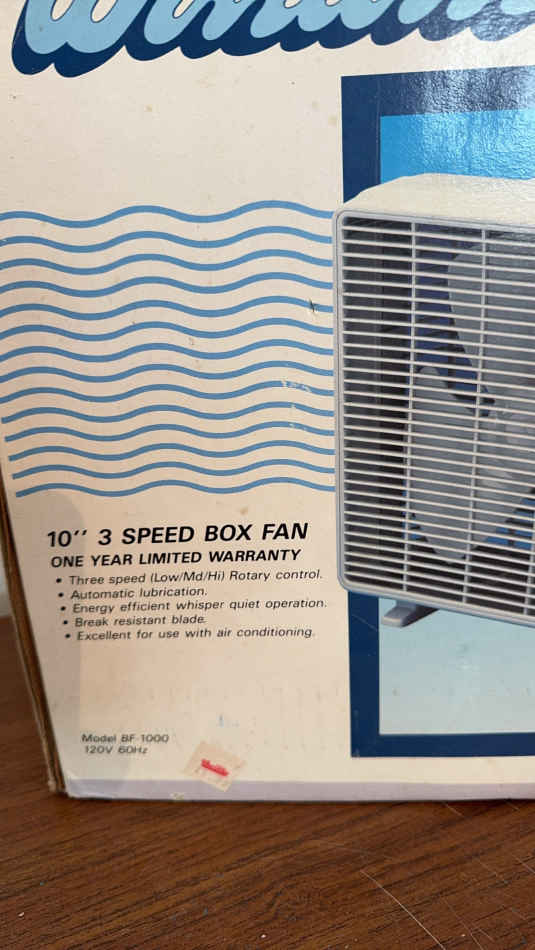 10'' 3 SPEED BOX FAN
ONE YEAR LIMITED WARRANTY
• Three speed (Low/Md/Hi) Rotary control.
• Automatic lubrication.
• Energy efficient whisper quiet operation.
• Break resistant blade.
• Excellent for use with air conditioning.
Model BF-1000
120V 60Hz